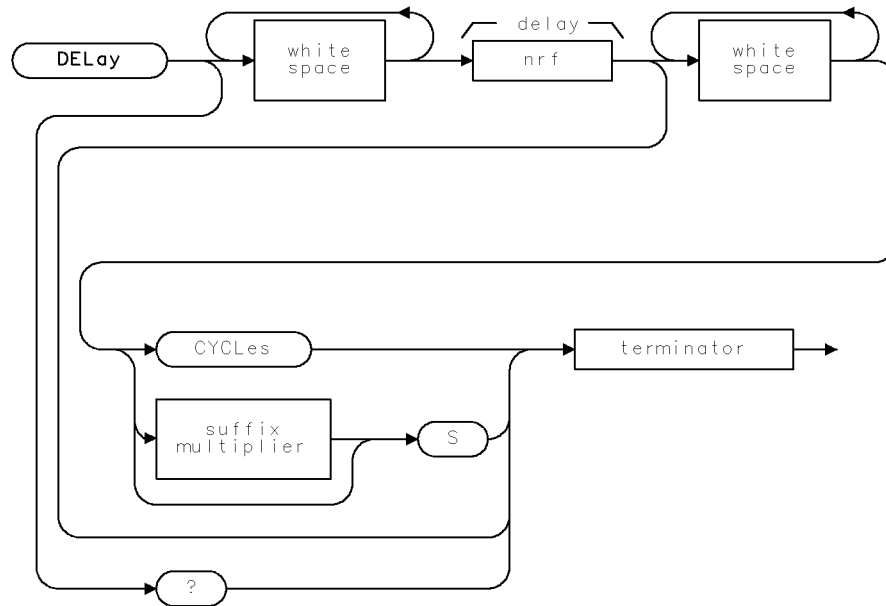 DELay
white
space
delay
nrf
white
space
CYCLes
terminator
suffix
multiplier
S
?